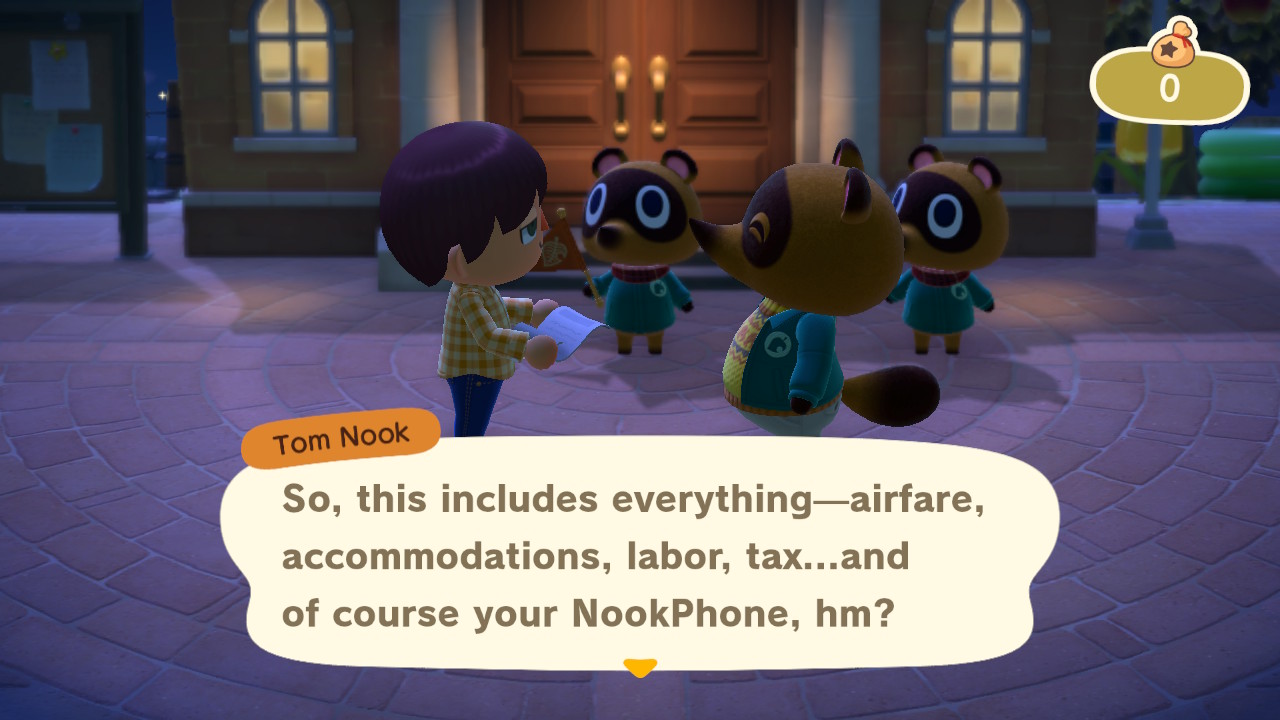 0
Tom Nook
So, this includes everything—airfare,
accommodations, labor, tax...and
of course your NookPhone, hm?